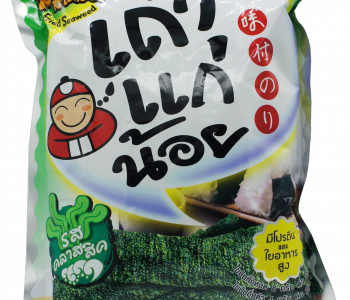 Fried Seaweed
เถ้า
แก่
น้อย
味付のり
รส
คลาสสิค
มีโปรตีน
และ
ใยอาหาร
สูง